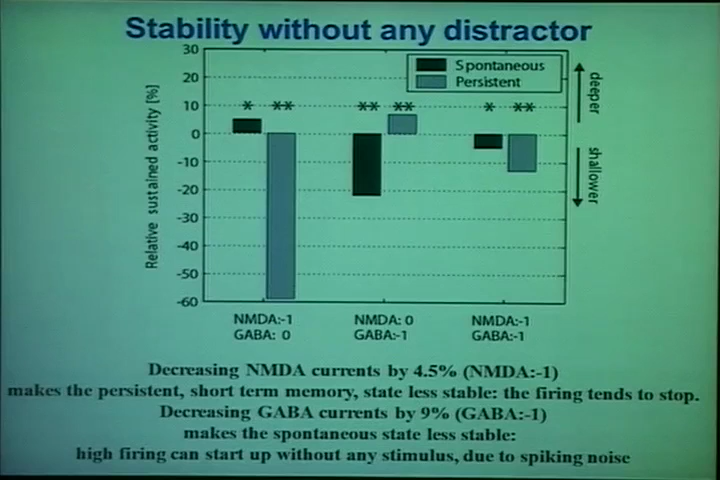 Stability without any distractor
30
20
10
0
-10
-20
-30
-40
-50
-60
Relative sustained activity [%]
Spontaneous
Persistent
* ** ** ** * **
deeper
shallower
NMDA:-1 NMDA: 0 NMDA:-1
GABA: 0 GABA:-1 GABA:-1
Decreasing NMDA currents by 4.5% (NMDA:-1)
makes the persistent, short term memory, state less stable: the firing tends to stop.
Decreasing GABA currents by 9% (GABA:-1)
makes the spontaneous state less stable:
high firing can start up without any stimulus, due to spiking noise